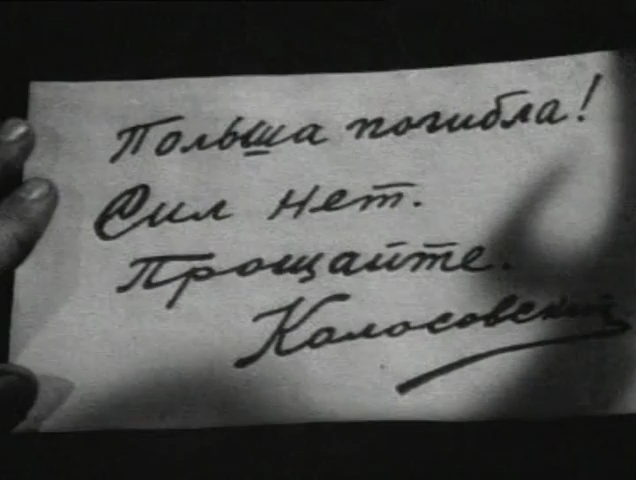 Польша погибла!
Сил нет.
Прощайте.
Колосовский